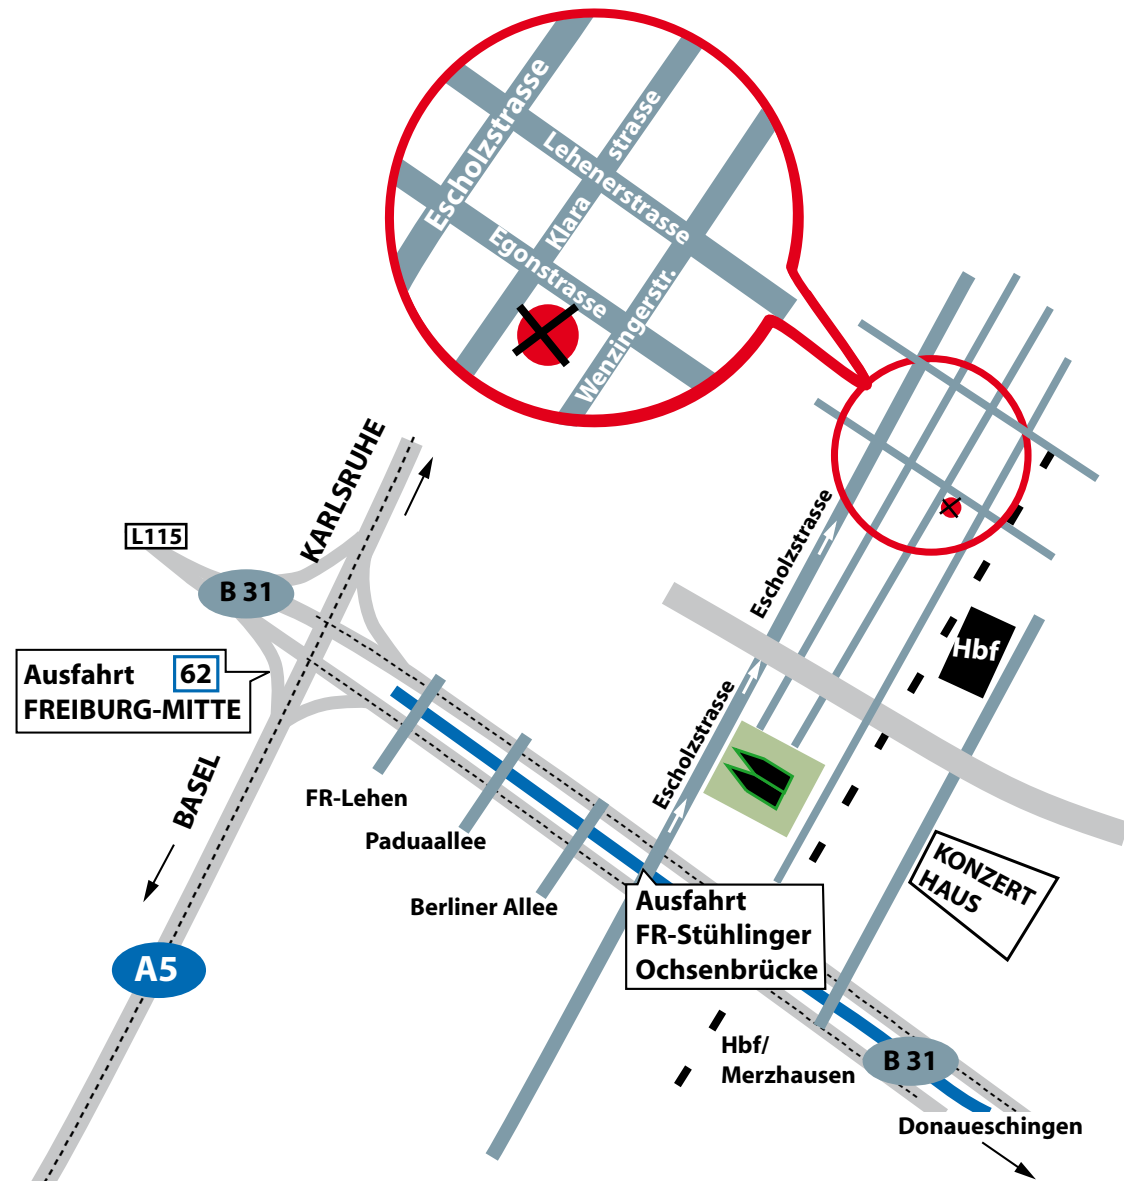 Escholzstrasse
Klara strasse
Lehenerstrasse
Egonstrasse
Wenzingerstr.
KARLSRUHE
L115
B 31
Ausfahrt 62
FREIBURG-MITTE
BASEL
A5
FR-Lehen
Paduaallee
Berliner Allee
Escholzstrasse
Escholzstrasse
Hbf
KONZERT
HAUS
Ausfahrt
FR-Stühlinger
Ochsenbrücke
Hbf/
Merzhausen
B 31
Donaueschingen